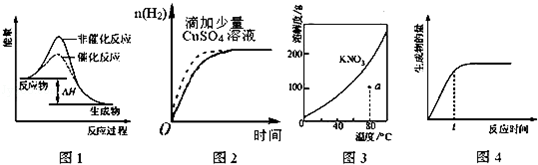 能量
非催化反应
催化反应
反应物
ΔH
生成物
反应过程
图1
n(H₂)
滴加少量
CuSO4 溶液
O
时间
图2
溶解度/g
300
200
100
KNO₃
a
0
40
80
温度/°C
图3
生成物的量
t
反应时间
图4